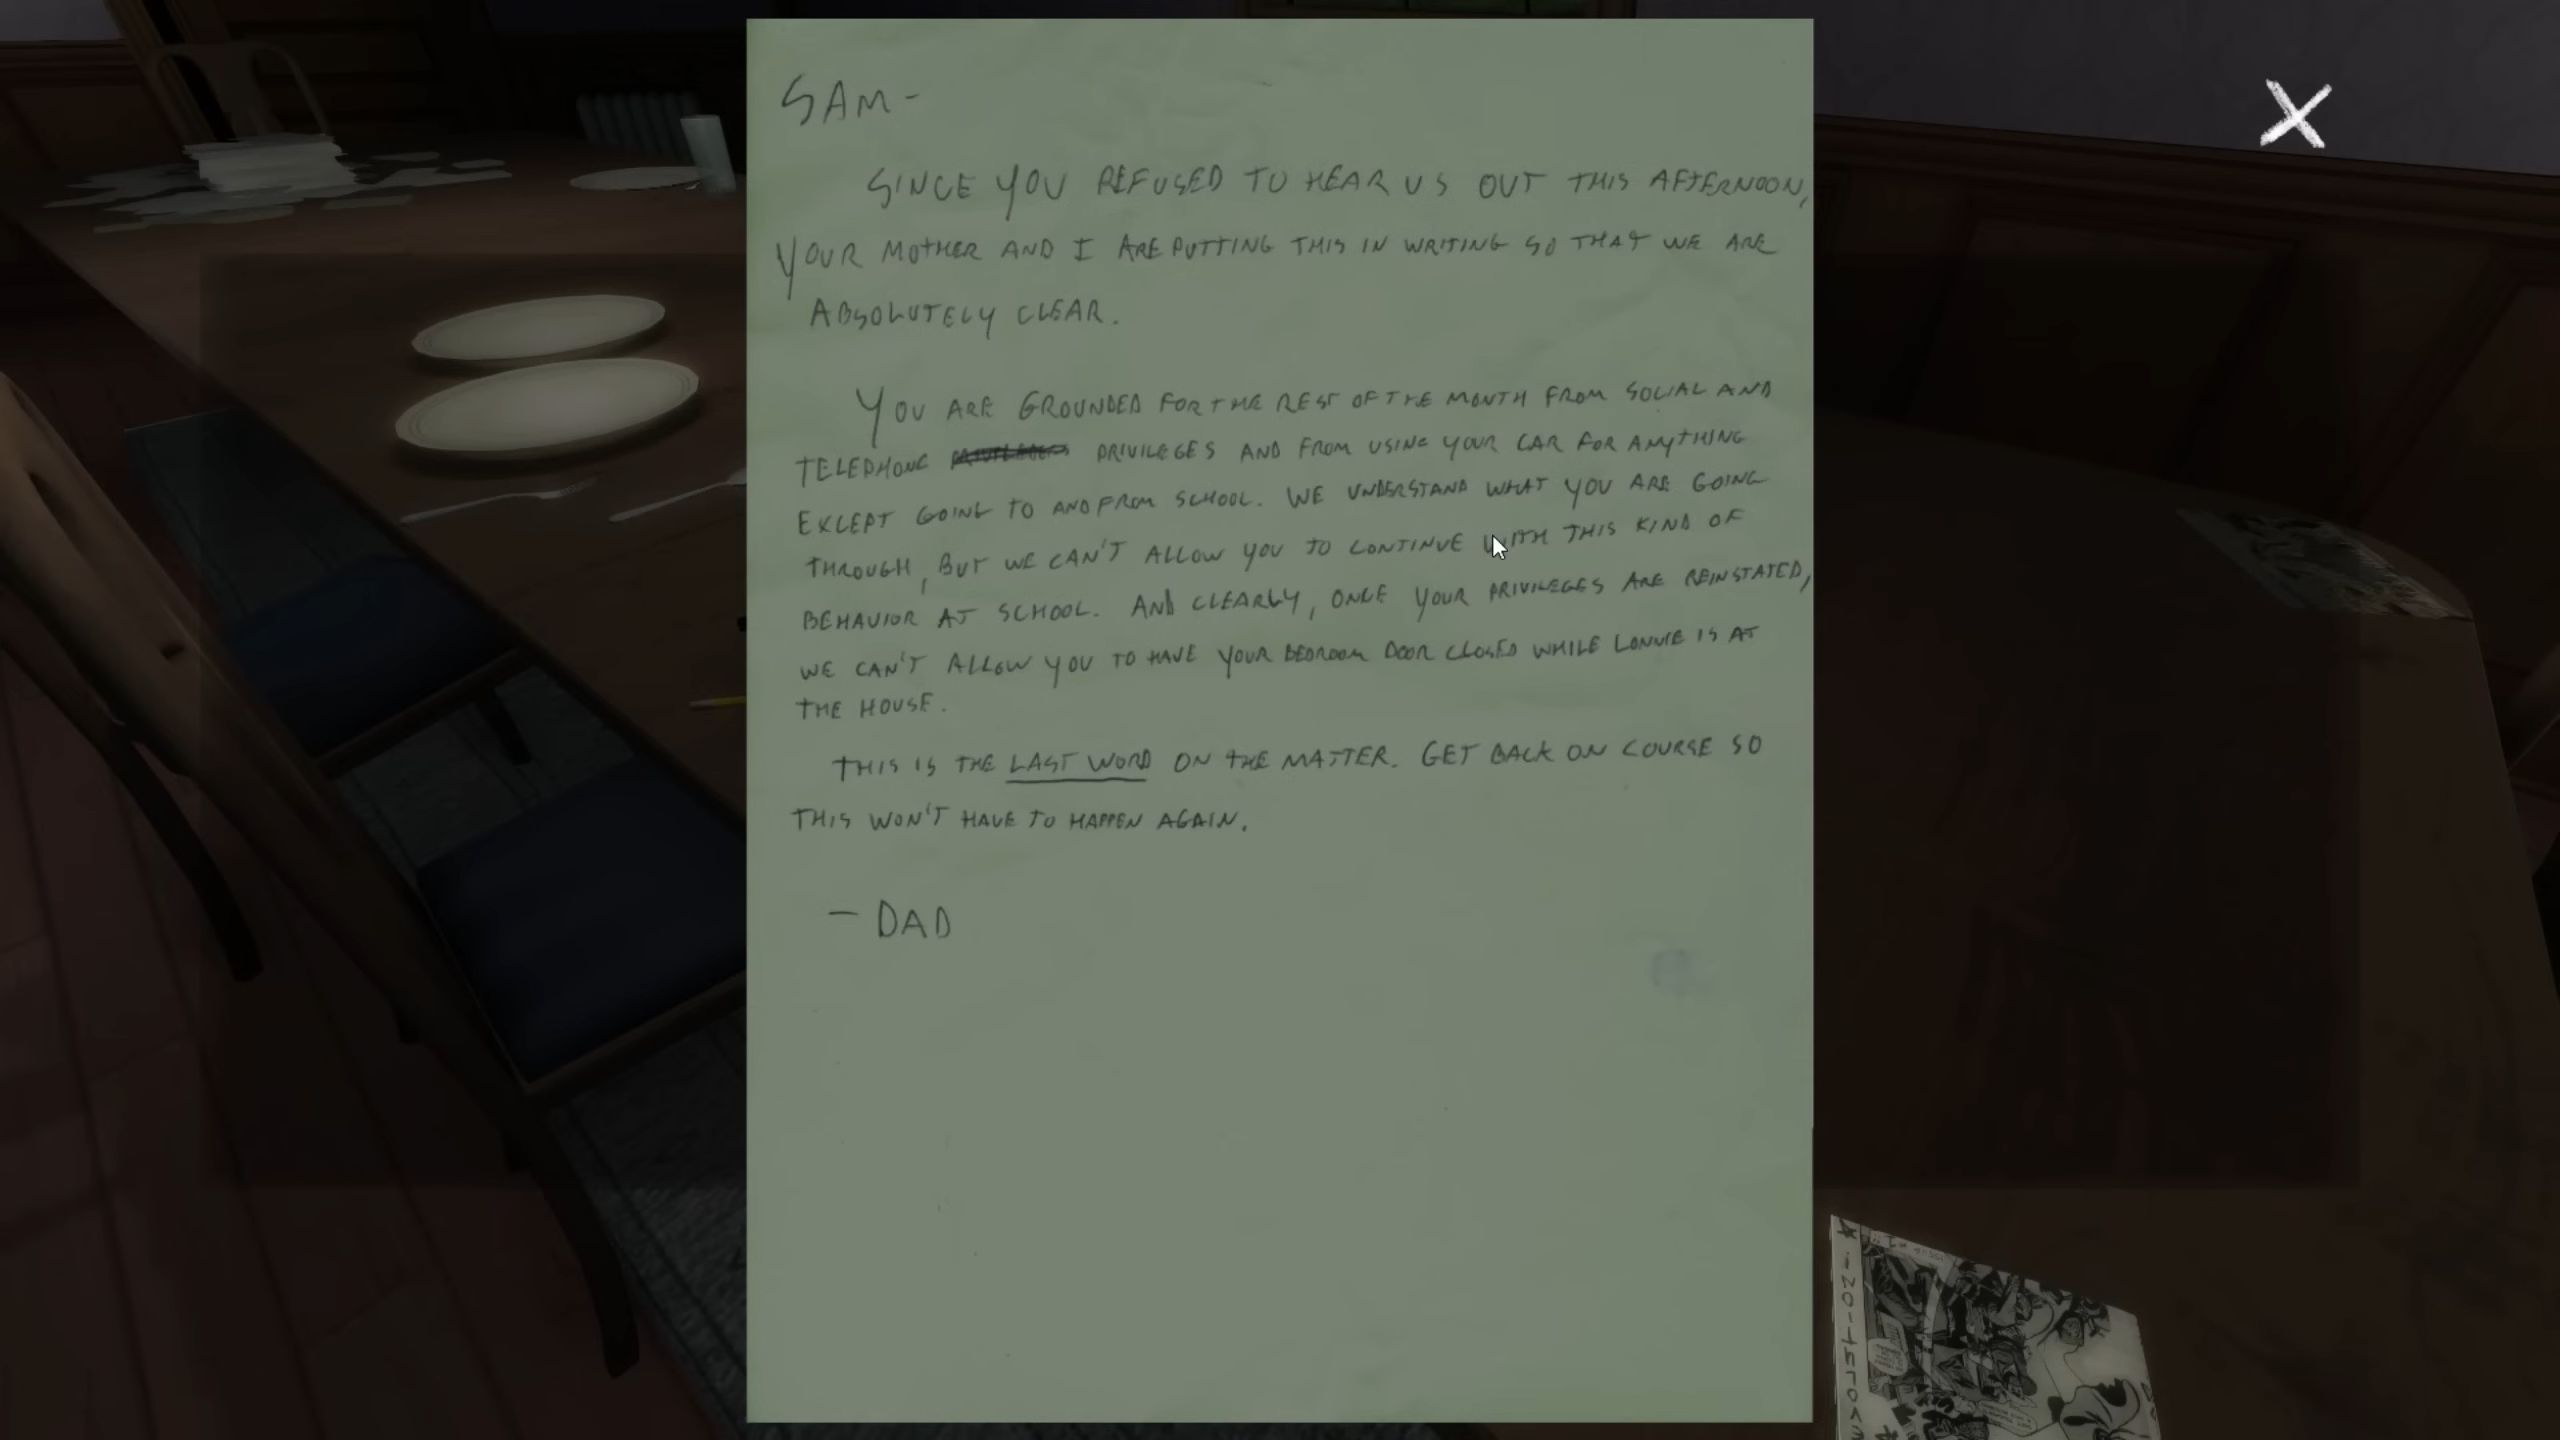 SAM-
SINCE YOU REFUSED TO HEAR US OUT THIS AFTERNOON,
YOUR MOTHER AND I ARE PUTTING THIS IN WRITING SO THAT WE ARE
ABSOLUTELY CLEAR.
YOU ARE GROUNDED FOR THE REST OF THE MONTH FROM SOCIAL AND
TELEPHONE PRIVILEGES AND FROM USING YOUR CAR FOR ANYTHING
EXCEPT GOING TO AND FROM SCHOOL. WE UNDERSTAND WHAT YOU ARE GOING
THROUGH, BUT WE CAN'T ALLOW YOU TO CONTINUE WITH THIS KIND OF
BEHAVIOR AT SCHOOL. AND CLEARLY, ONCE YOUR PRIVILEGES ARE REINSTATED,
WE CAN'T ALLOW YOU TO HAVE YOUR BEDROOM DOOR CLOSED WHILE LONNIE IS AT
THE HOUSE.
THIS IS THE LAST WORD ON THE MATTER. GET BACK ON COURSE SO
THIS WON'T HAVE TO HAPPEN AGAIN.
- DAD